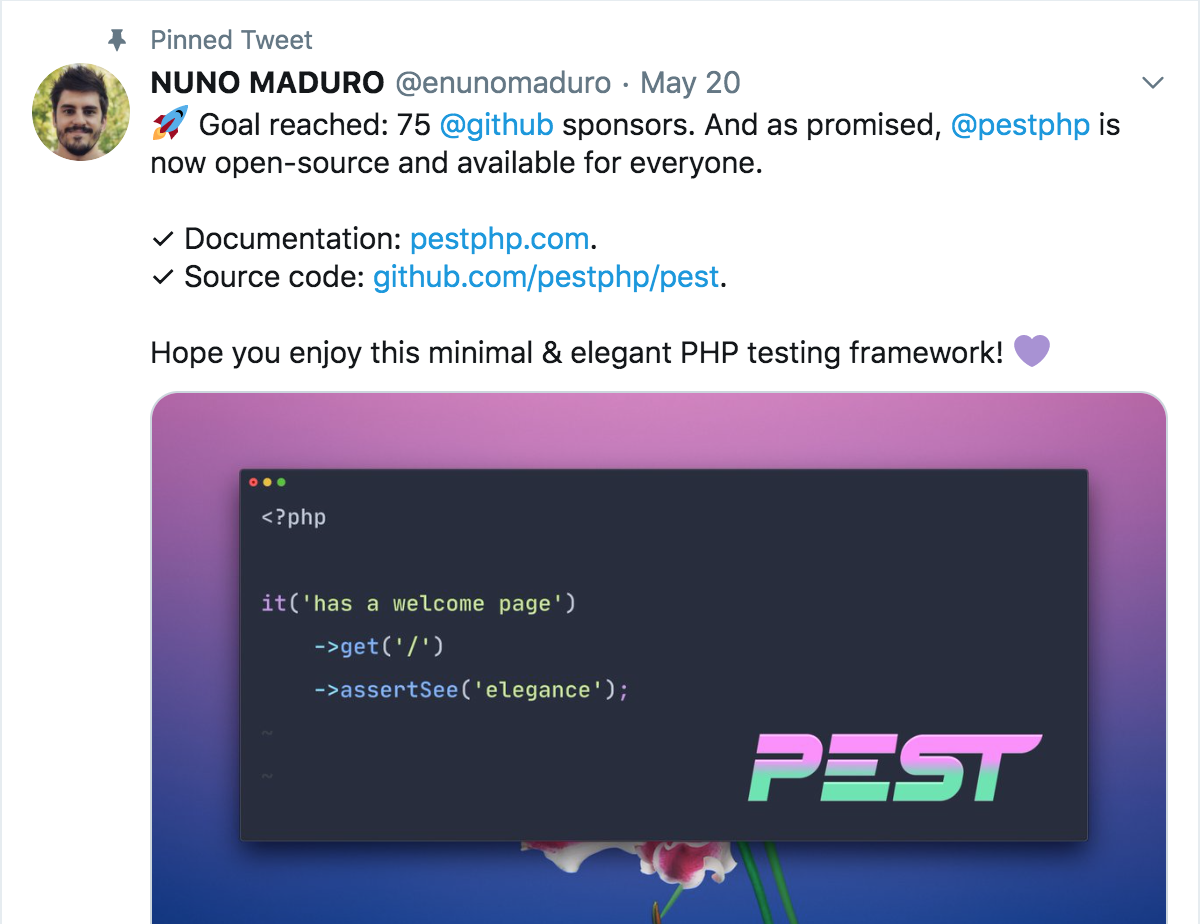 Pinned Tweet
NUNO MADURO @enunomaduro · May 20
🚀 Goal reached: 75 @github sponsors. And as promised, @pestphp is
now open-source and available for everyone.
✓ Documentation: pestphp.com.
✓ Source code: github.com/pestphp/pest.
Hope you enjoy this minimal & elegant PHP testing framework! 💜
<?php
it('has a welcome page')
->get('/')
->assertSee('elegance');
~
~
PEST